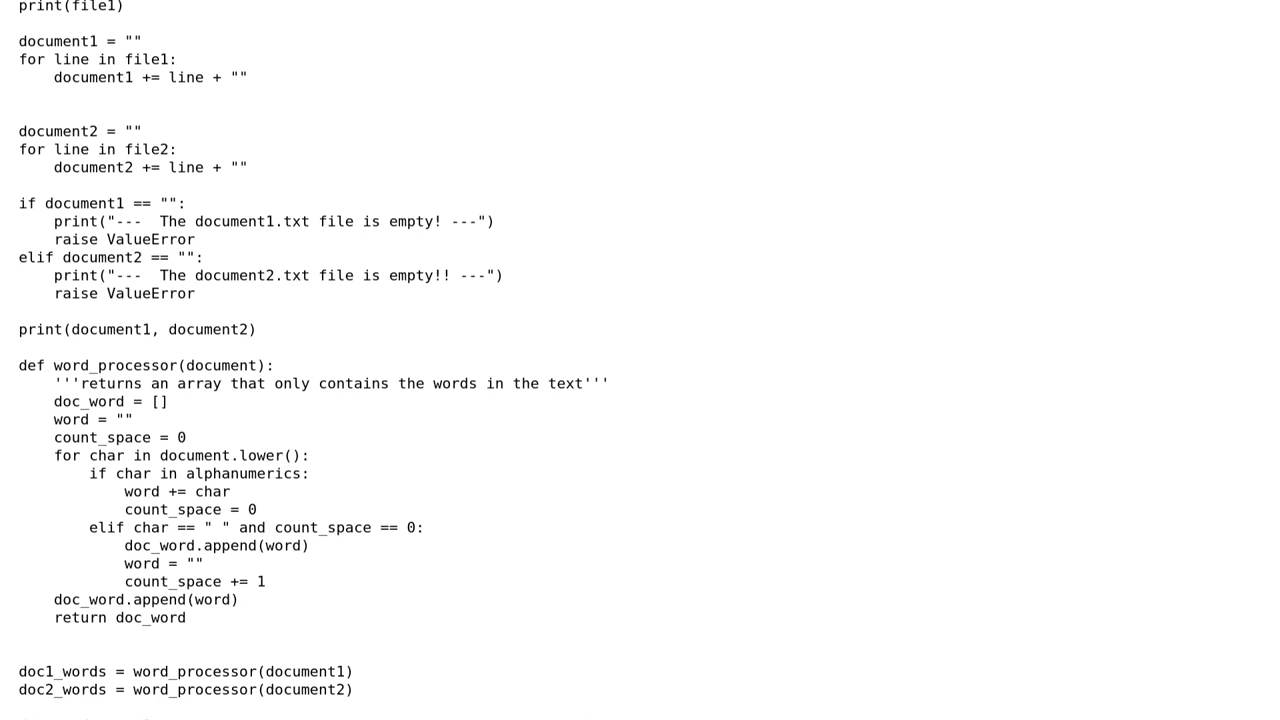 print(file1)
document1 = ""
for line in file1:
    document1 += line + ""
document2 = ""
for line in file2:
    document2 += line + ""
if document1 == "":
    print("---  The document1.txt file is empty! ---")
    raise ValueError
elif document2 == "":
    print("---  The document2.txt file is empty!! ---")
    raise ValueError
print(document1, document2)
def word_processor(document):
    '''returns an array that only contains the words in the text'''
    doc_word = []
    word = ""
    count_space = 0
    for char in document.lower():
        if char in alphanumerics:
            word += char
            count_space = 0
        elif char == " " and count_space == 0:
            doc_word.append(word)
            word = ""
            count_space += 1
    doc_word.append(word)
    return doc_word
doc1_words = word_processor(document1)
doc2_words = word_processor(document2)